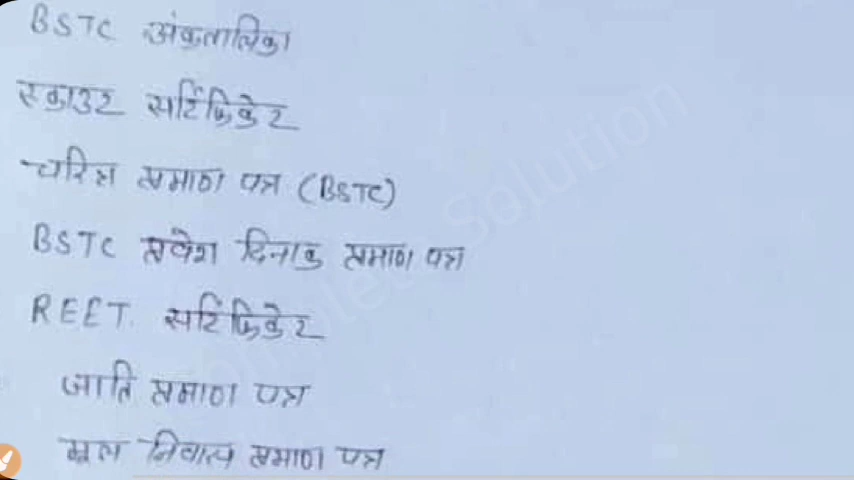 BSTC अंकतालिका
स्काउट सर्टिफिकेट
चरित्र प्रमाण पत्र (BSTC)
BSTC प्रवेश दिनांक प्रमाण पत्र
REET. सर्टिफिकेट
जाति प्रमाण पत्र
मूल निवास प्रमाण पत्र